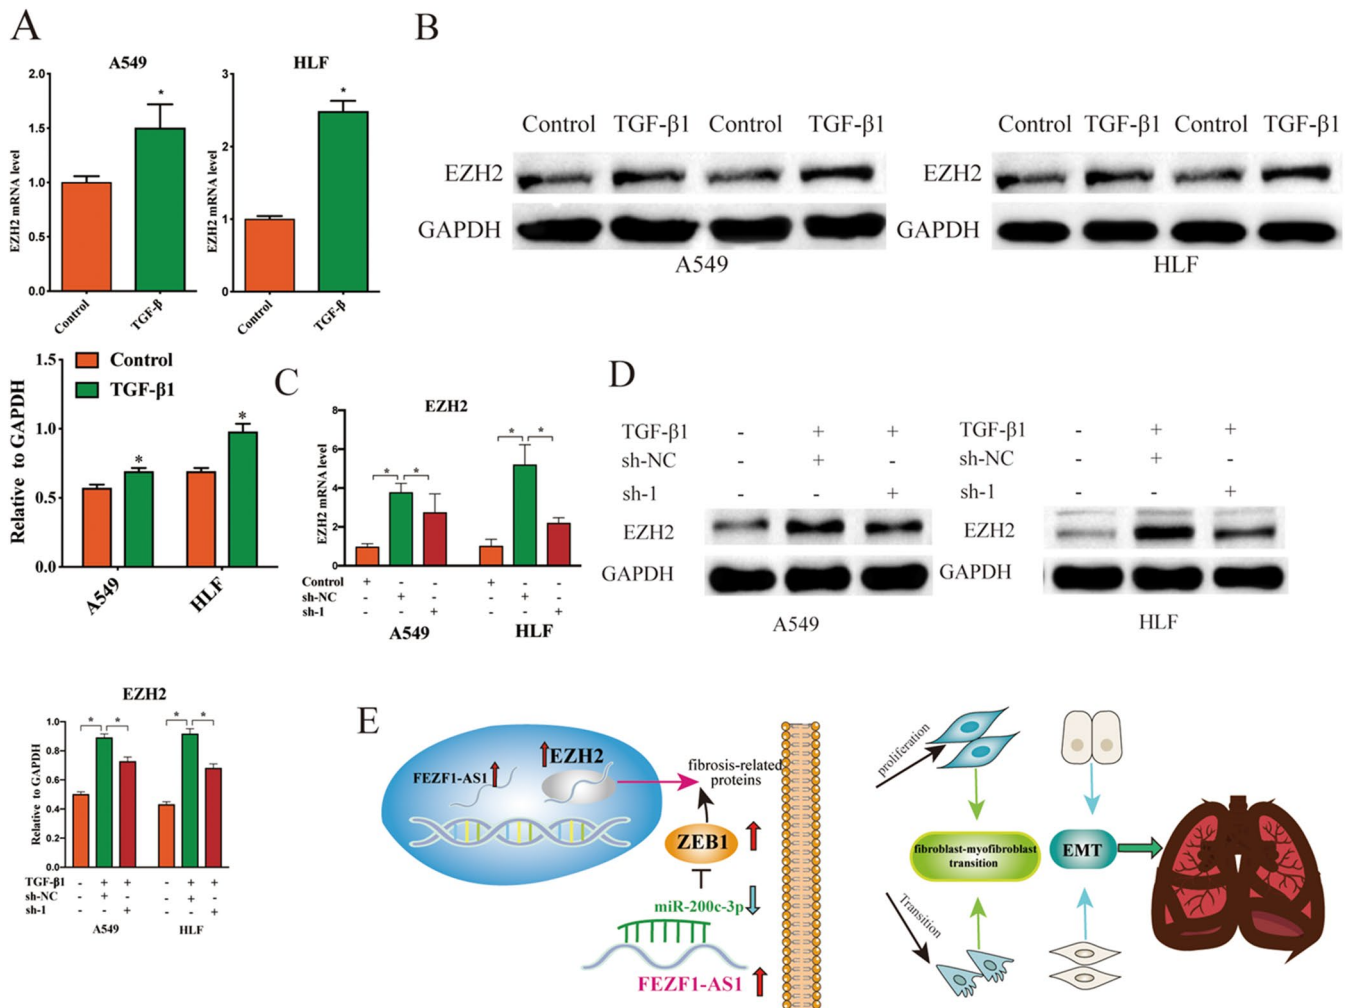 A
A549
EZH2 mRNA level
2.0
1.5
1.0
0.5
0.0
*
Control
TGF-β
HLF
EZH2 mRNA level
3
2
1
0
*
Control
TGF-β
B
Control TGF-β1 Control TGF-β1
EZH2
GAPDH
A549
Control TGF-β1 Control TGF-β1
EZH2
GAPDH
HLF
Control
TGF-β1
Relative to GAPDH
1.5
1.0
0.5
0.0
*
*
A549
HLF
C
EZH2
EZH2 mRNA level
8
6
4
2
0
* * * *
Control + - - + - -
sh-NC - + - - + -
sh-1 - - + - - +
A549 HLF
D
TGF-β1 - + +
sh-NC - + -
sh-1 - - +
EZH2
GAPDH
A549
TGF-β1 - + +
sh-NC - + -
sh-1 - - +
EZH2
GAPDH
HLF
EZH2
Relative to GAPDH
1.0
0.8
0.6
0.4
0.2
0.0
* * * *
TGF-β1 - + + - + +
sh-NC - + - - + -
sh-1 - - + - - +
A549 HLF
E
FEZF1-AS1
EZH2
fibrosis-related
proteins
ZEB1
miR-200c-3p
FEZF1-AS1
proliferation
fibroblast-myofibroblast
transition
EMT
Transition